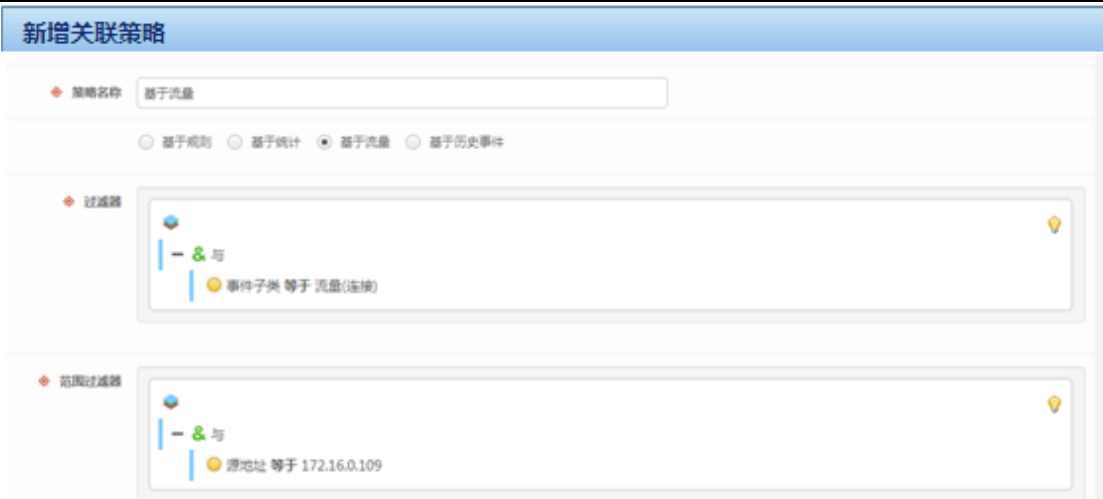 新增关联策略
策略名称 基于流量
基于规则 基于统计 基于流量 基于历史事件
过滤器
& 与
事件子类 等于 流量(连接)
范围过滤器
& 与
源地址 等于 172.16.0.109